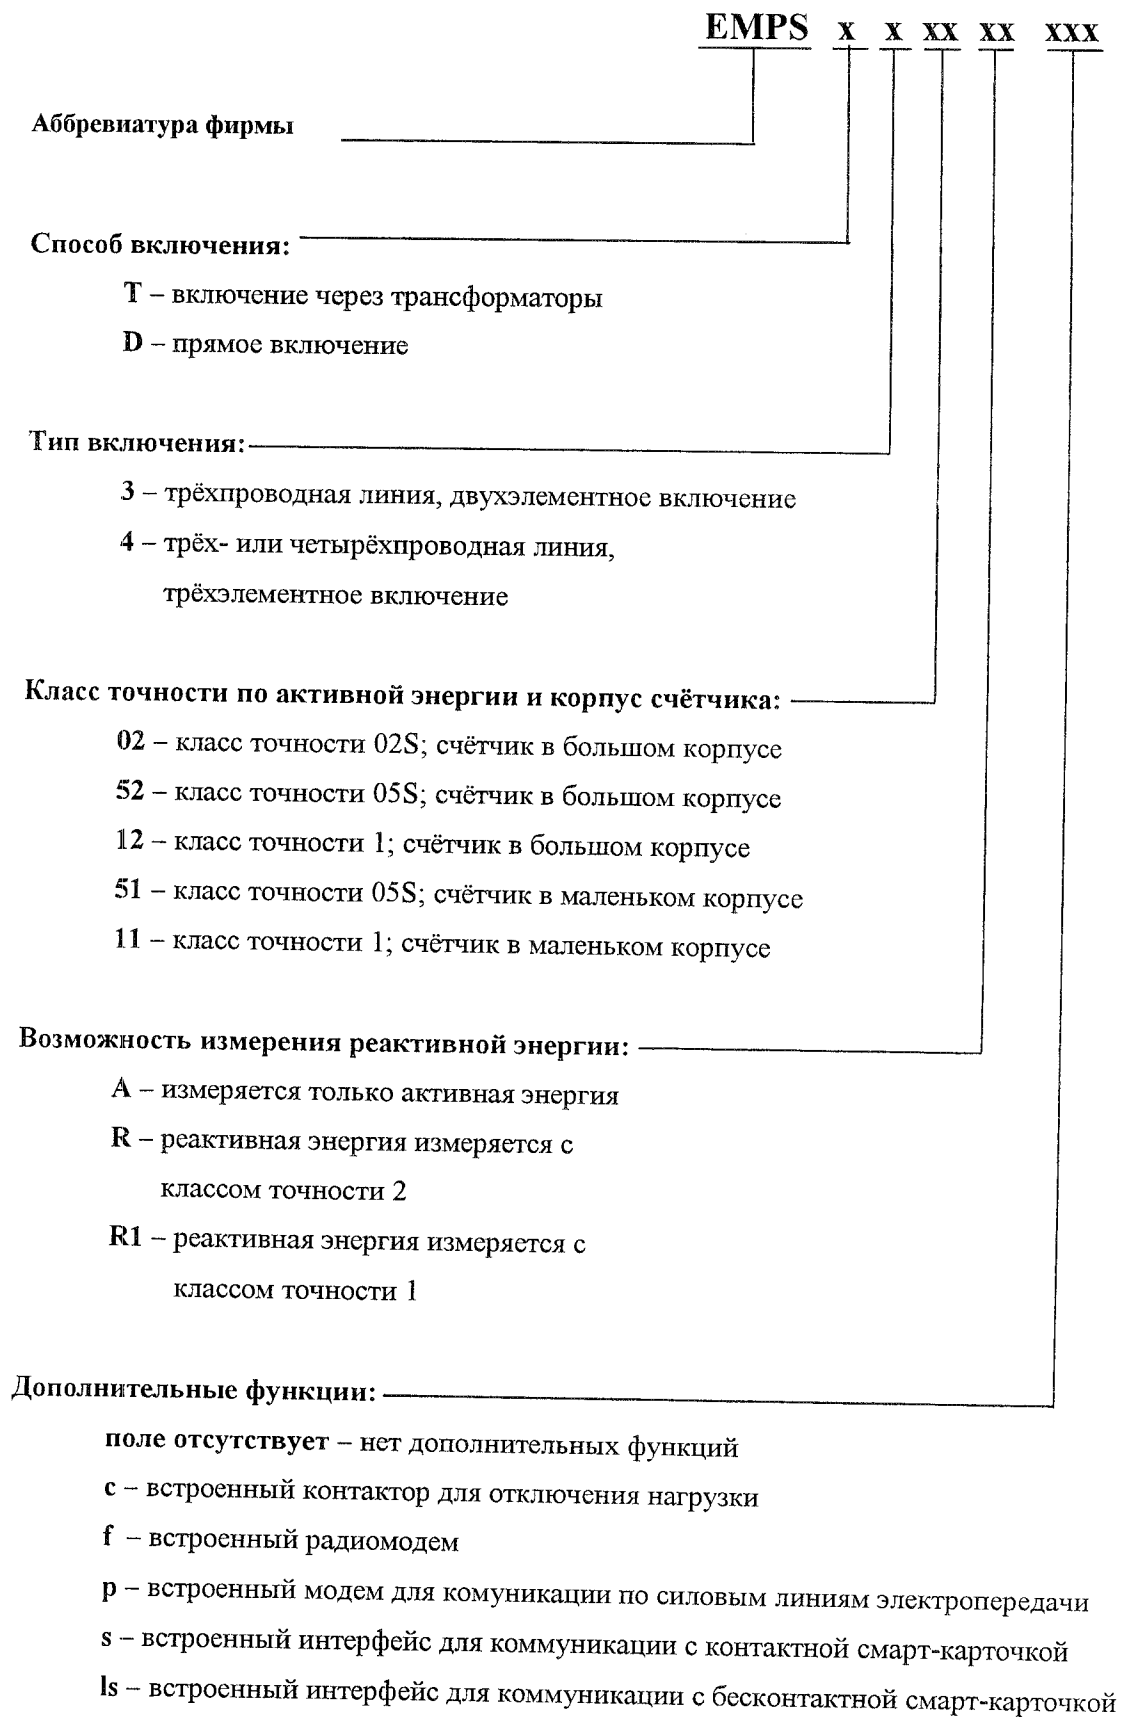 EMPS x x xx xx xxx
Аббревиатура фирмы
Способ включения:
T – включение через трансформаторы
D – прямое включение
Тип включения:
3 – трёхпроводная линия, двухэлементное включение
4 – трёх- или четырёхпроводная линия,
трёхэлементное включение
Класс точности по активной энергии и корпус счётчика:
02 – класс точности 02S; счётчик в большом корпусе
52 – класс точности 05S; счётчик в большом корпусе
12 – класс точности 1; счётчик в большом корпусе
51 – класс точности 05S; счётчик в маленьком корпусе
11 – класс точности 1; счётчик в маленьком корпусе
Возможность измерения реактивной энергии:
A – измеряется только активная энергия
R – реактивная энергия измеряется с
классом точности 2
R1 – реактивная энергия измеряется с
классом точности 1
Дополнительные функции:
поле отсутствует – нет дополнительных функций
c – встроенный контактор для отключения нагрузки
f – встроенный радиомодем
p – встроенный модем для комуникации по силовым линиям электропередачи
s – встроенный интерфейс для коммуникации с контактной смарт-карточкой
ls – встроенный интерфейс для коммуникации с бесконтактной смарт-карточкой